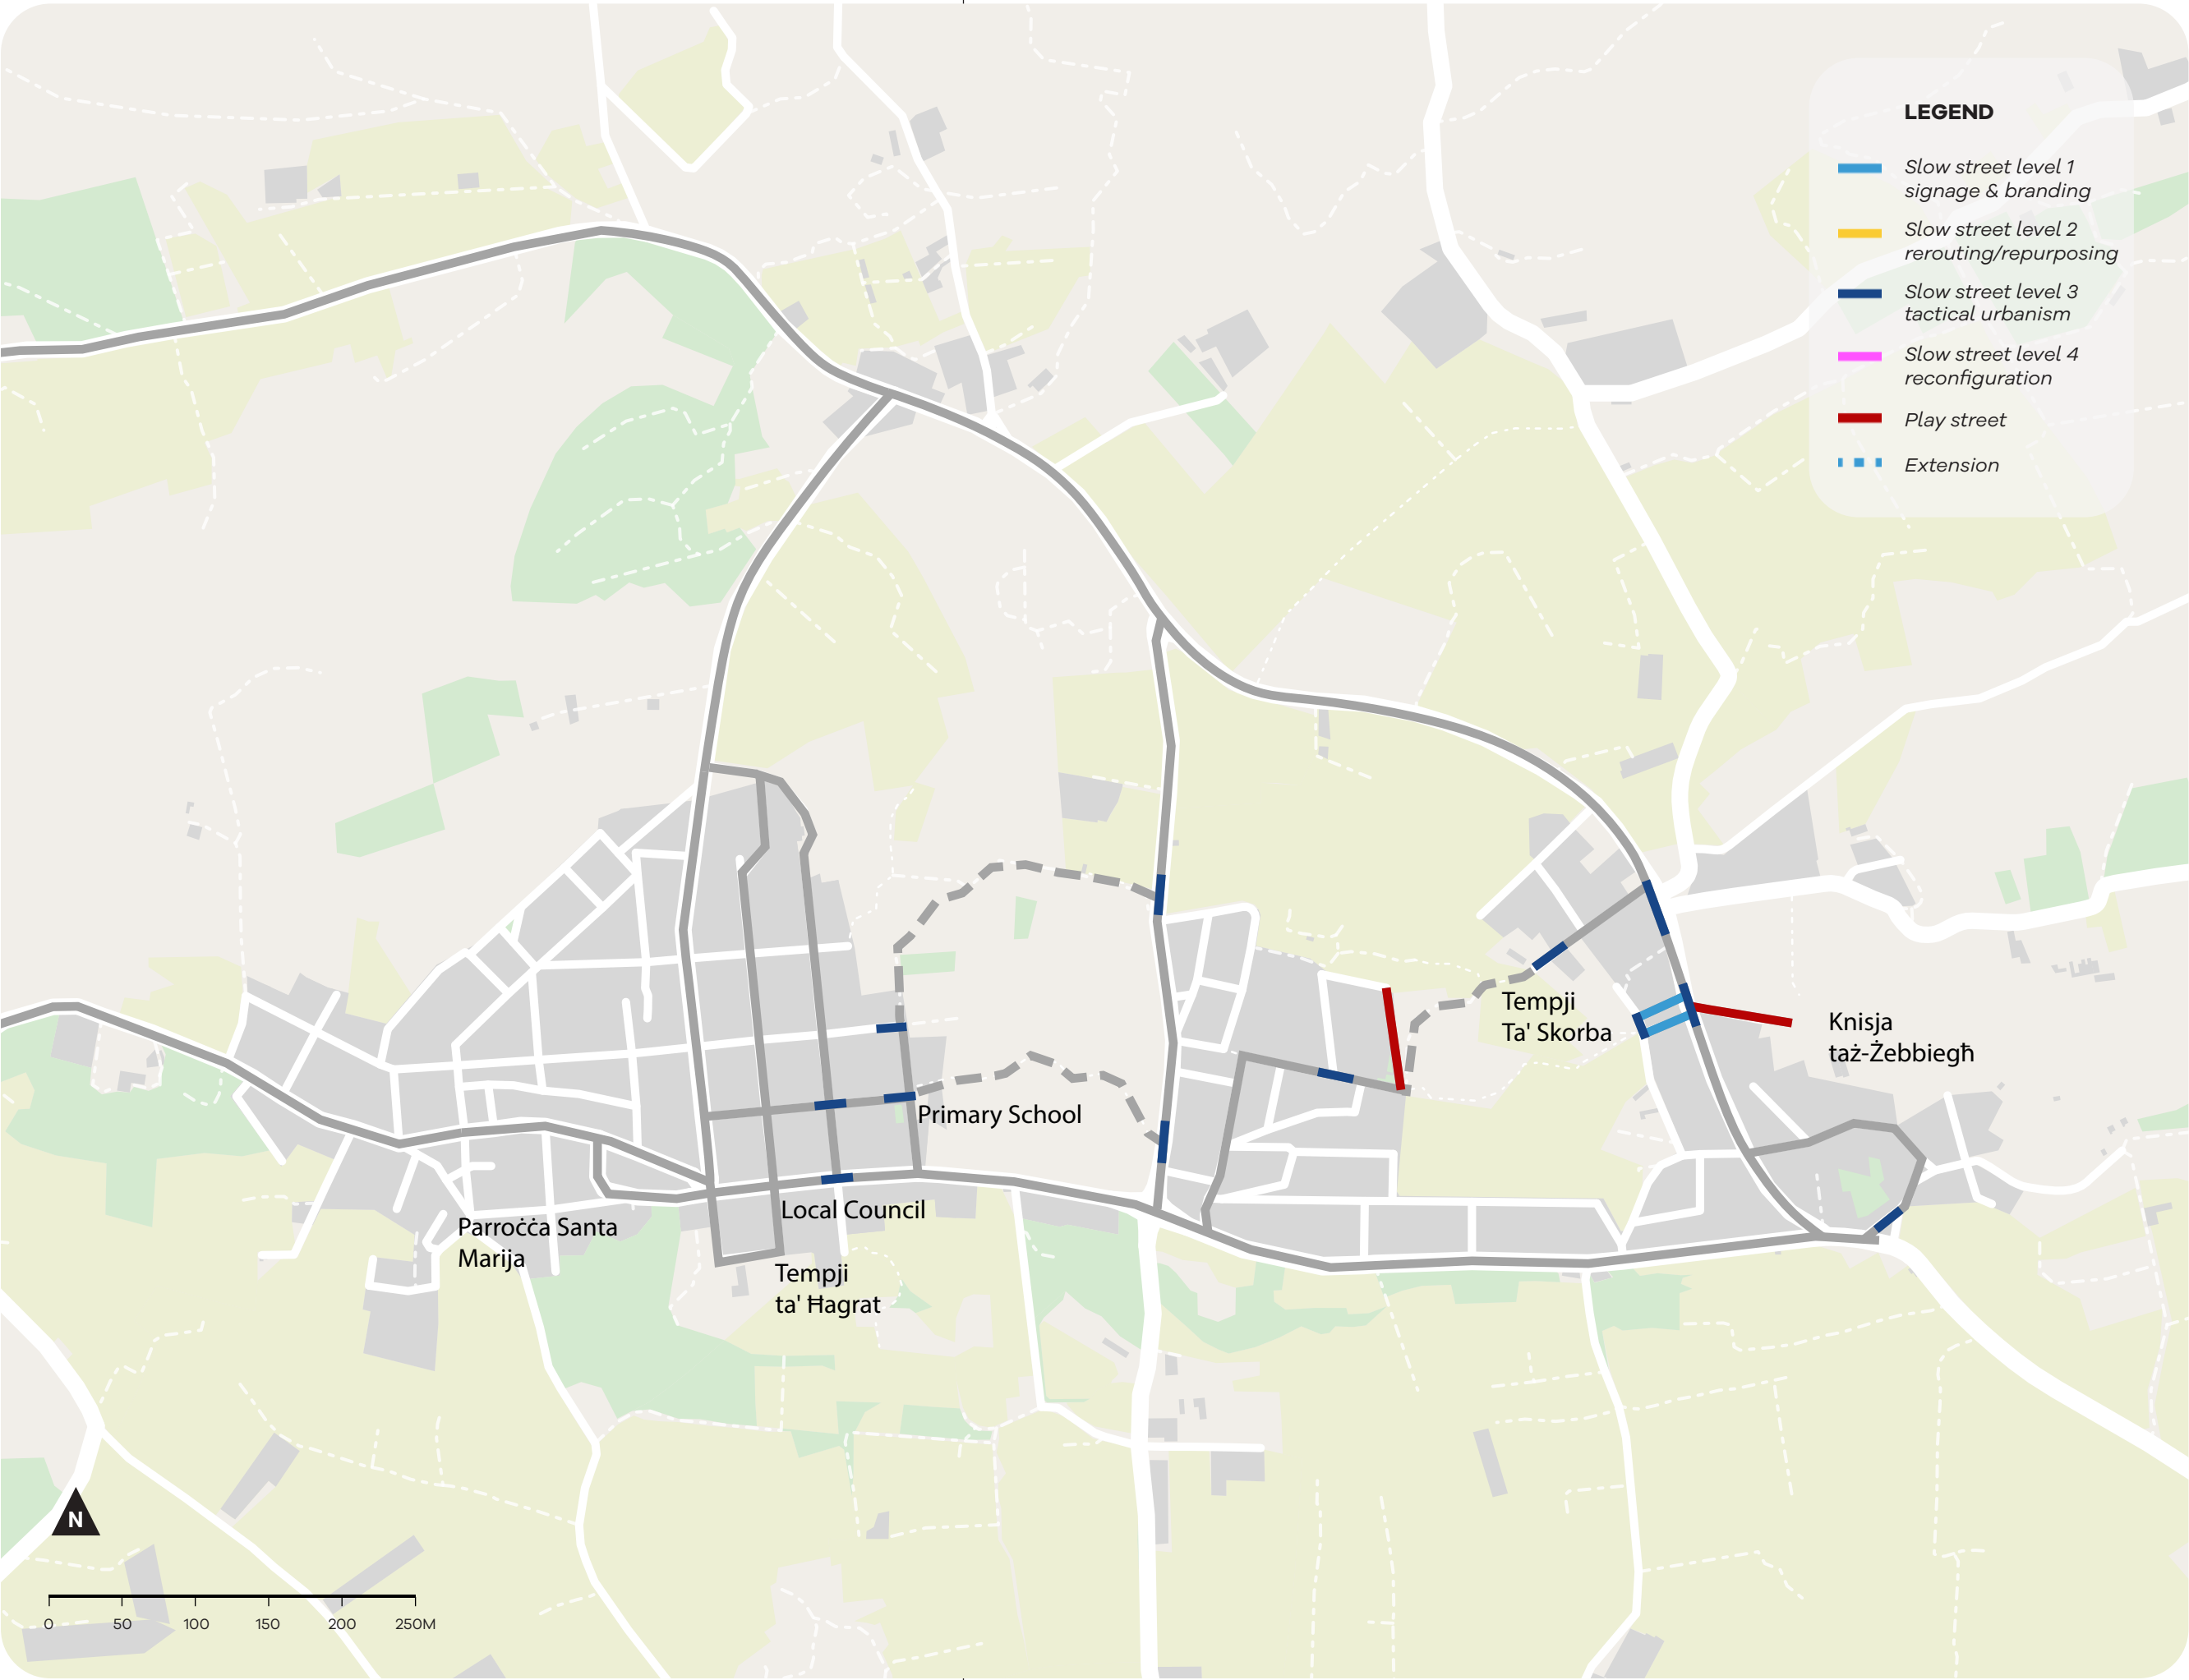 LEGEND
Slow street level 1
signage & branding
Slow street level 2
rerouting/repurposing
Slow street level 3
tactical urbanism
Slow street level 4
reconfiguration
Play street
Extension
Tempji
Ta' Skorba
Knisja
taż-Żebbiegħ
Primary School
Local Council
Parroċċa Santa
Marija
Tempji
ta' Ħagrat
N
0 50 100 150 200 250M